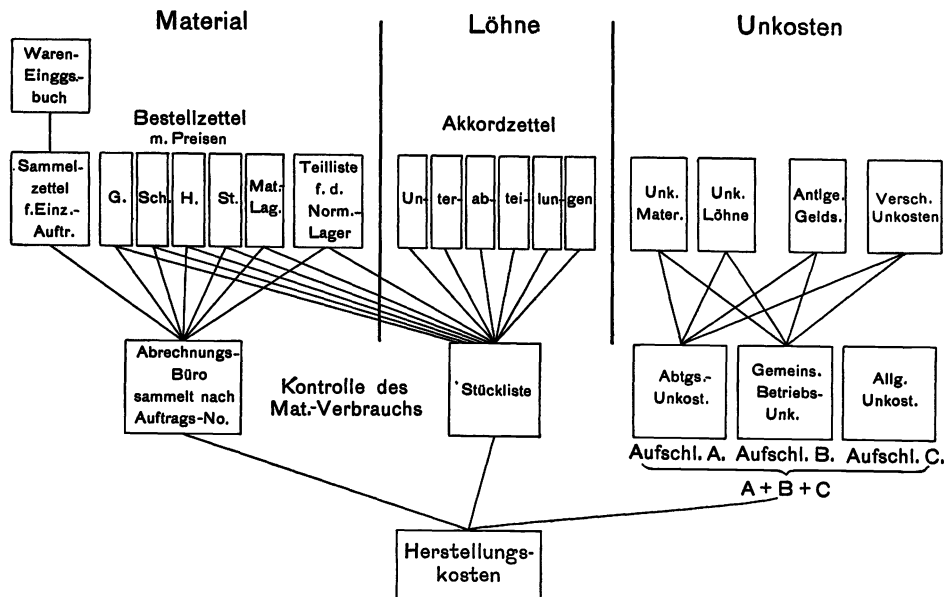 Material
Löhne
Unkosten
Waren-
Einggs.-
buch
Bestellzettel
m. Preisen
Akkordzettel
Sammel-
zettel
f.Einz.-
Auftr.
G.
Sch.
H.
St.
Mat.-
Lag.
Teilliste
f. d.
Norm.-
Lager
Un-
ter-
ab-
tei-
lun-
gen
Unk.
Mater.
Unk.
Löhne
Antlge.
Gelds.
Versch.
Unkosten
Abrechnungs-
Büro
sammelt nach
Auftrags-No.
Kontrolle des
Mat.-Verbrauchs
Stückliste
Abtgs.-
Unkost.
Gemeins.
Betriebs-
Unk.
Allg.
Unkost.
Aufschl. A.
Aufschl. B.
Aufschl. C.
A + B + C
Herstellungs-
kosten